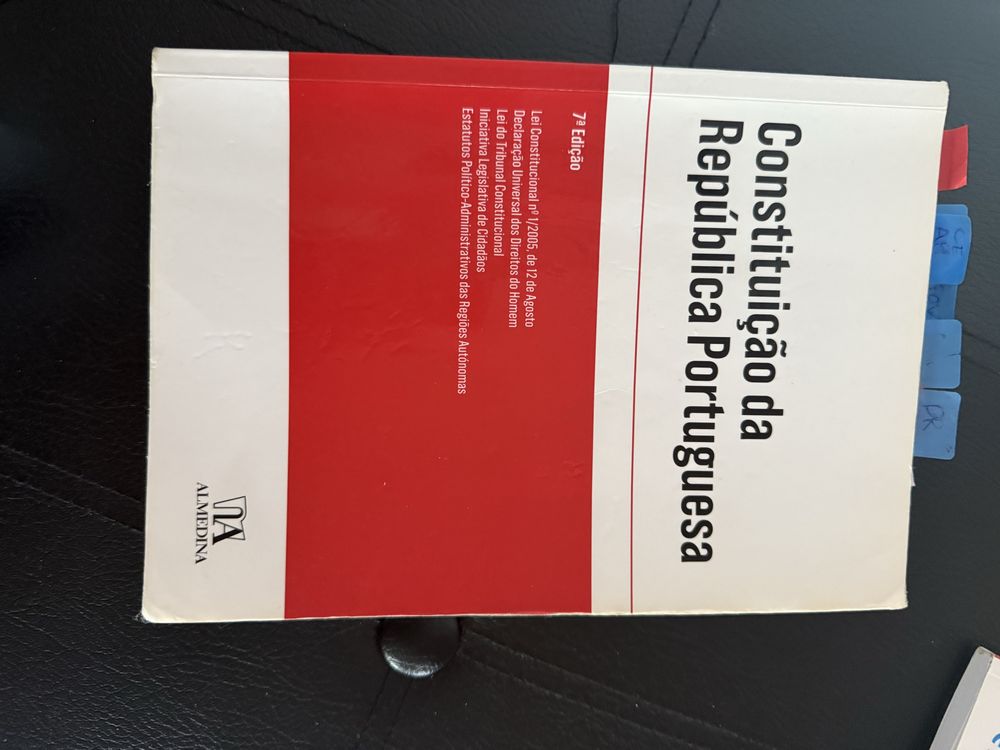 Constituição da
República Portuguesa
7ª Edição
Lei Constitucional nº 1/2005, de 12 de Agosto
Declaração Universal dos Direitos do Homem
Lei do Tribunal Constitucional
Iniciativa Legislativa de Cidadãos
Estatutos Político-Administrativos das Regiões Autónomas
ALMEDINA
DR